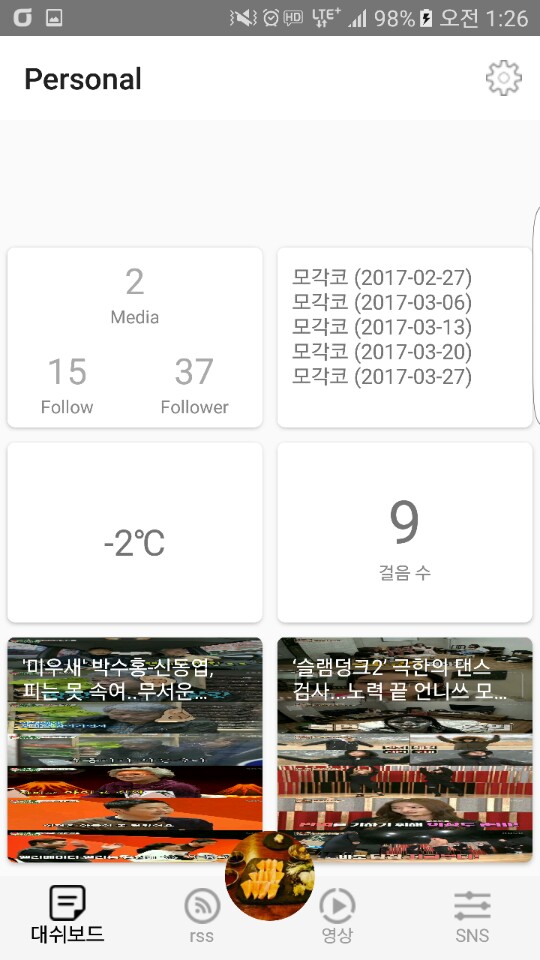 HD LTE+ 98% 오전 1:26
Personal
2
Media
15 37
Follow Follower
모각코 (2017-02-27)
모각코 (2017-03-06)
모각코 (2017-03-13)
모각코 (2017-03-20)
모각코 (2017-03-27)
-2℃
9
걸음 수
'미우새' 박수홍-신동엽,
피는 못 속여..무서운...
‘슬램덩크2’ 극한의 댄스
검사…노력 끝 언니쓰 모...
대쉬보드 rss 영상 SNS